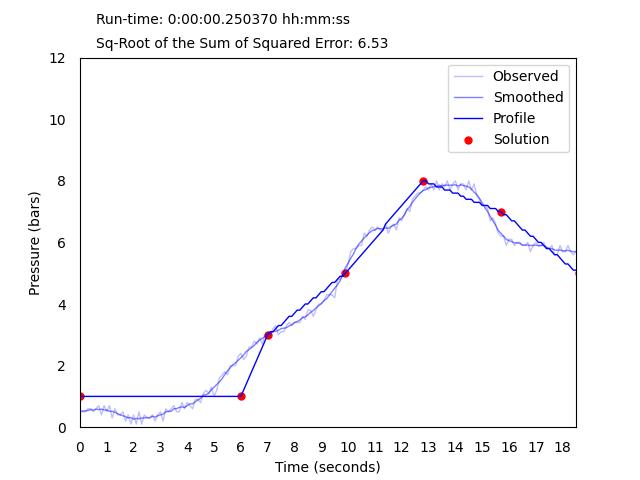 Run-time: 0:00:00.250370 hh:mm:ss
Sq-Root of the Sum of Squared Error: 6.53
12
10
8
6
4
2
0
Pressure (bars)
Observed
Smoothed
Profile
Solution
0 1 2 3 4 5 6 7 8 9 10 11 12 13 14 15 16 17 18
Time (seconds)